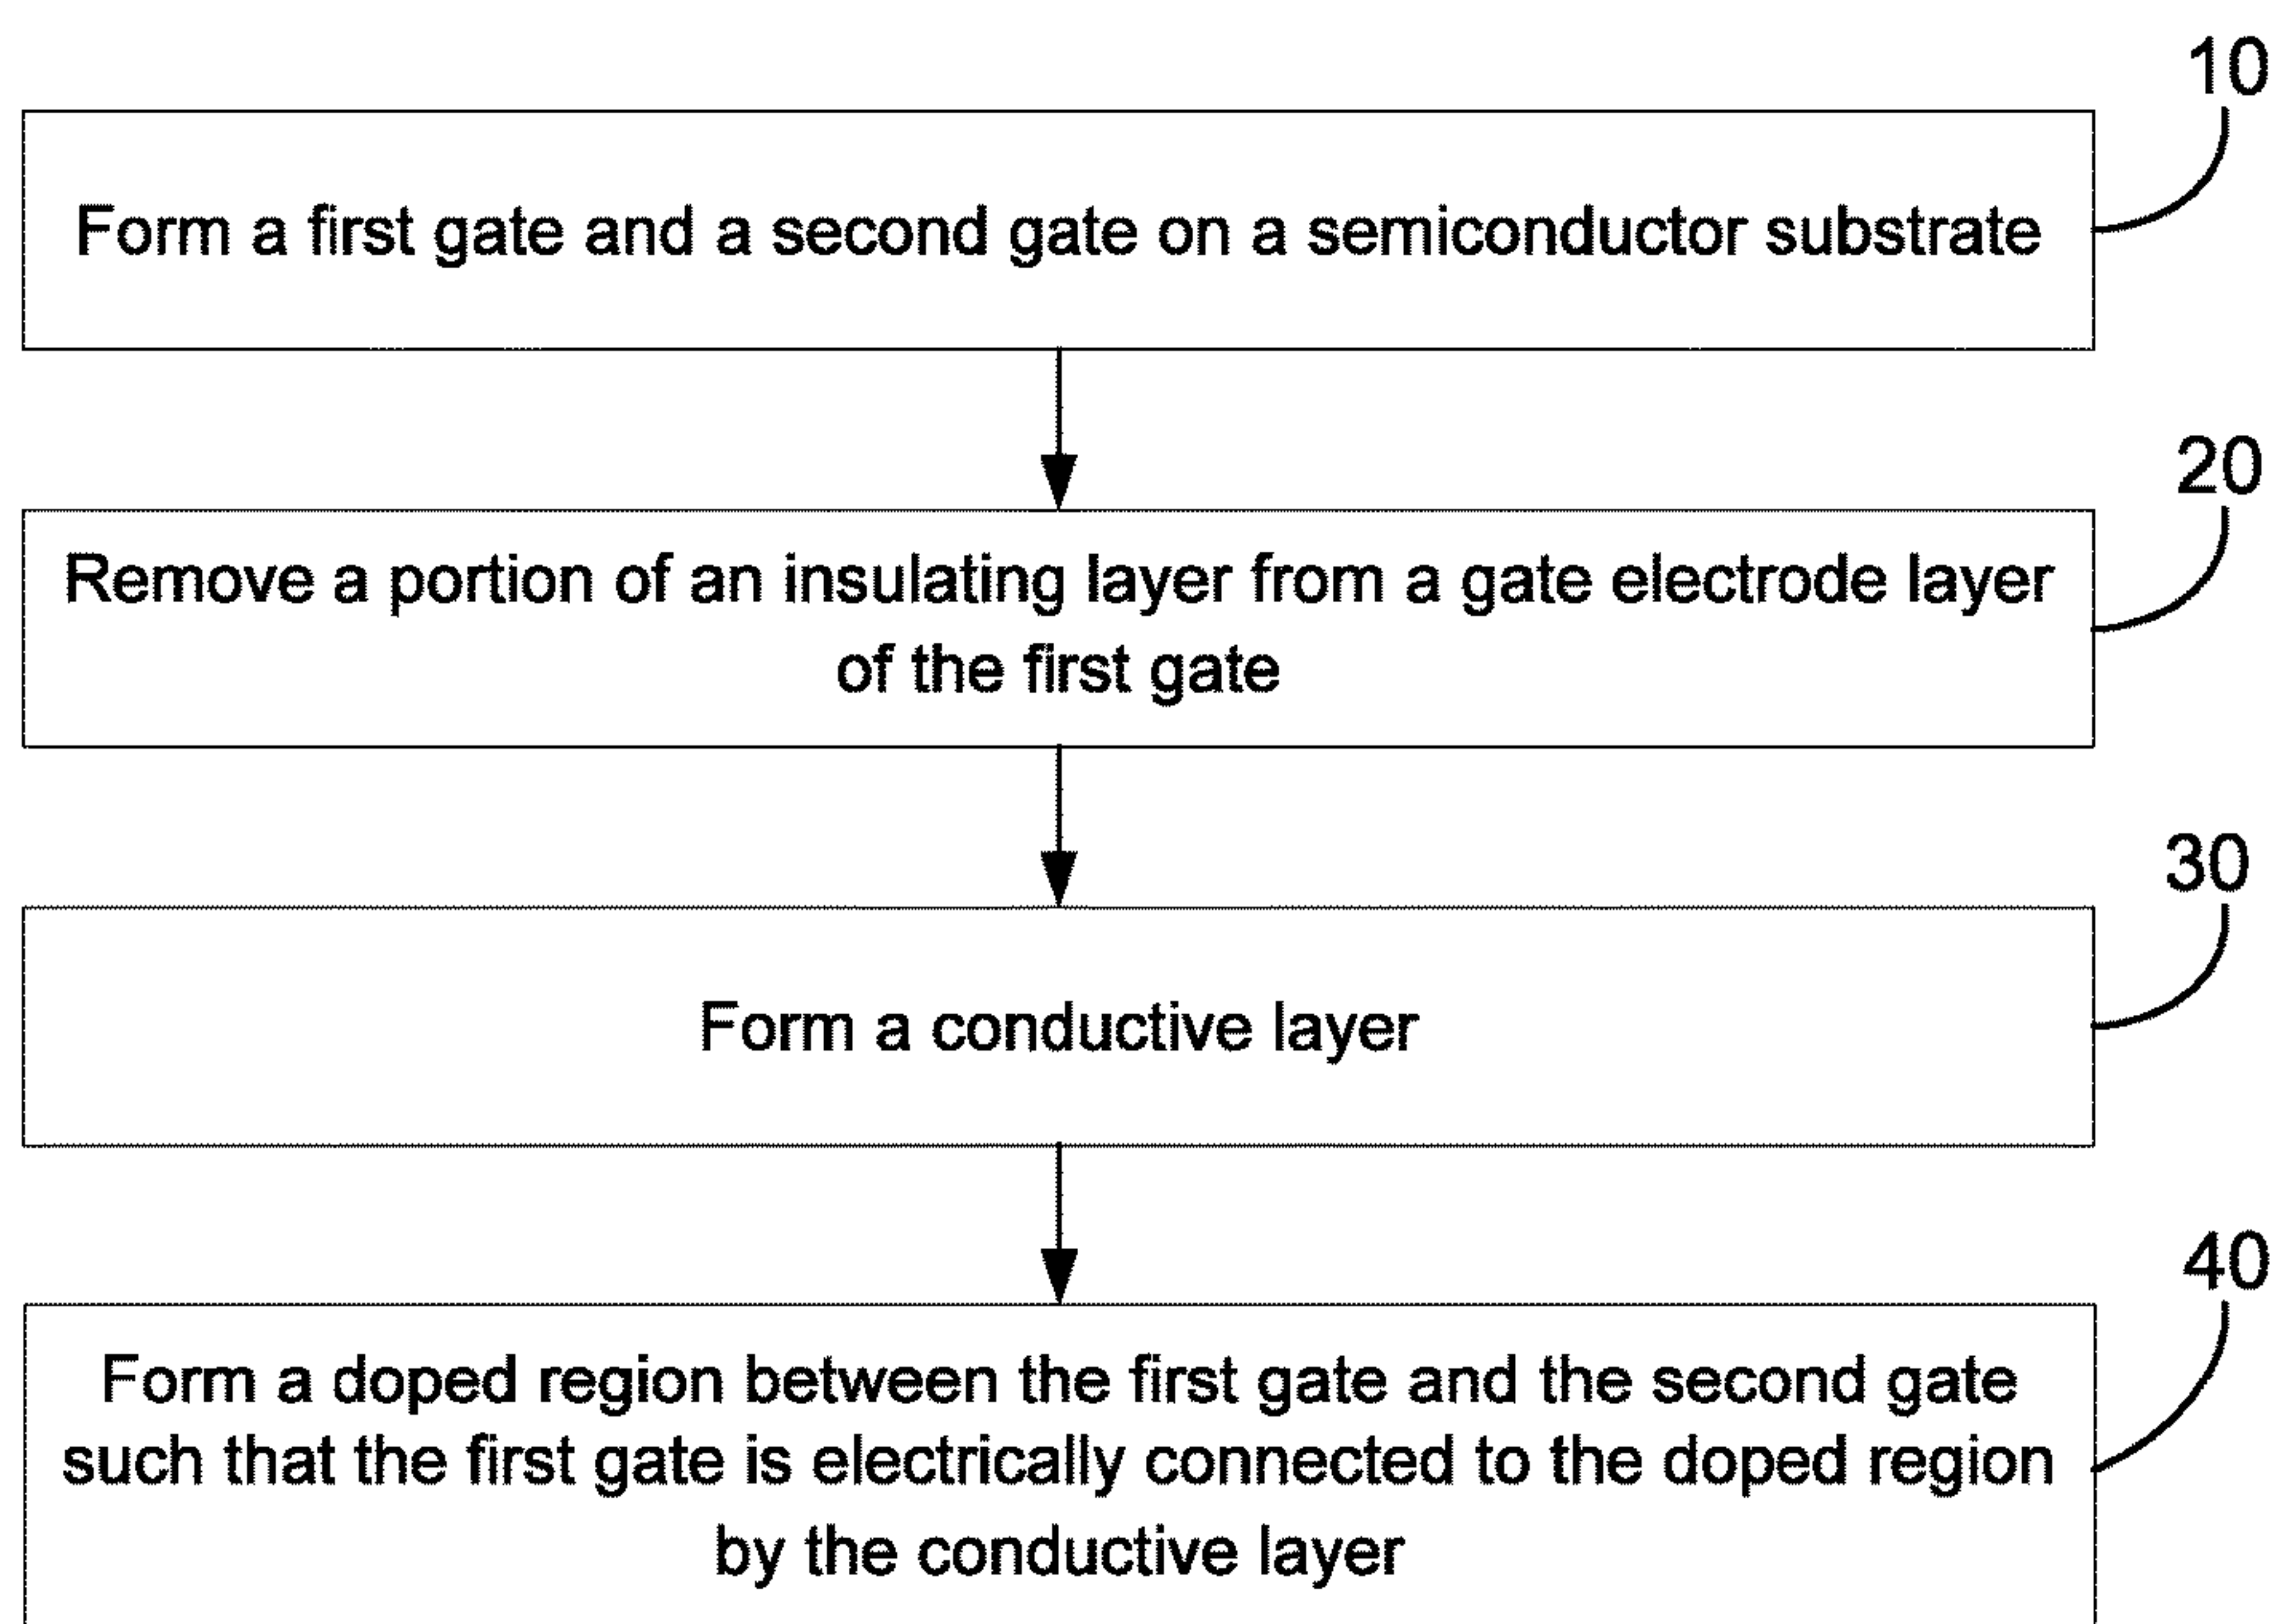 10
Form a first gate and a second gate on a semiconductor substrate
20
Remove a portion of an insulating layer from a gate electrode layer
of the first gate
30
Form a conductive layer
40
Form a doped region between the first gate and the second gate
such that the first gate is electrically connected to the doped region
by the conductive layer